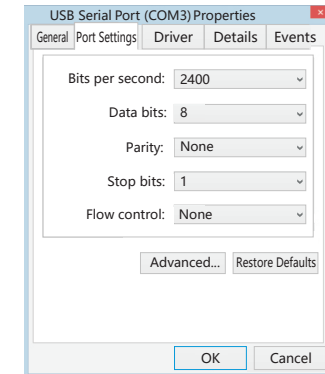 USB Serial Port (COM3) Properties
General Port Settings Driver Details Events
Bits per second: 2400
Data bits: 8
Parity: None
Stop bits: 1
Flow control: None
Advanced... Restore Defaults
OK Cancel